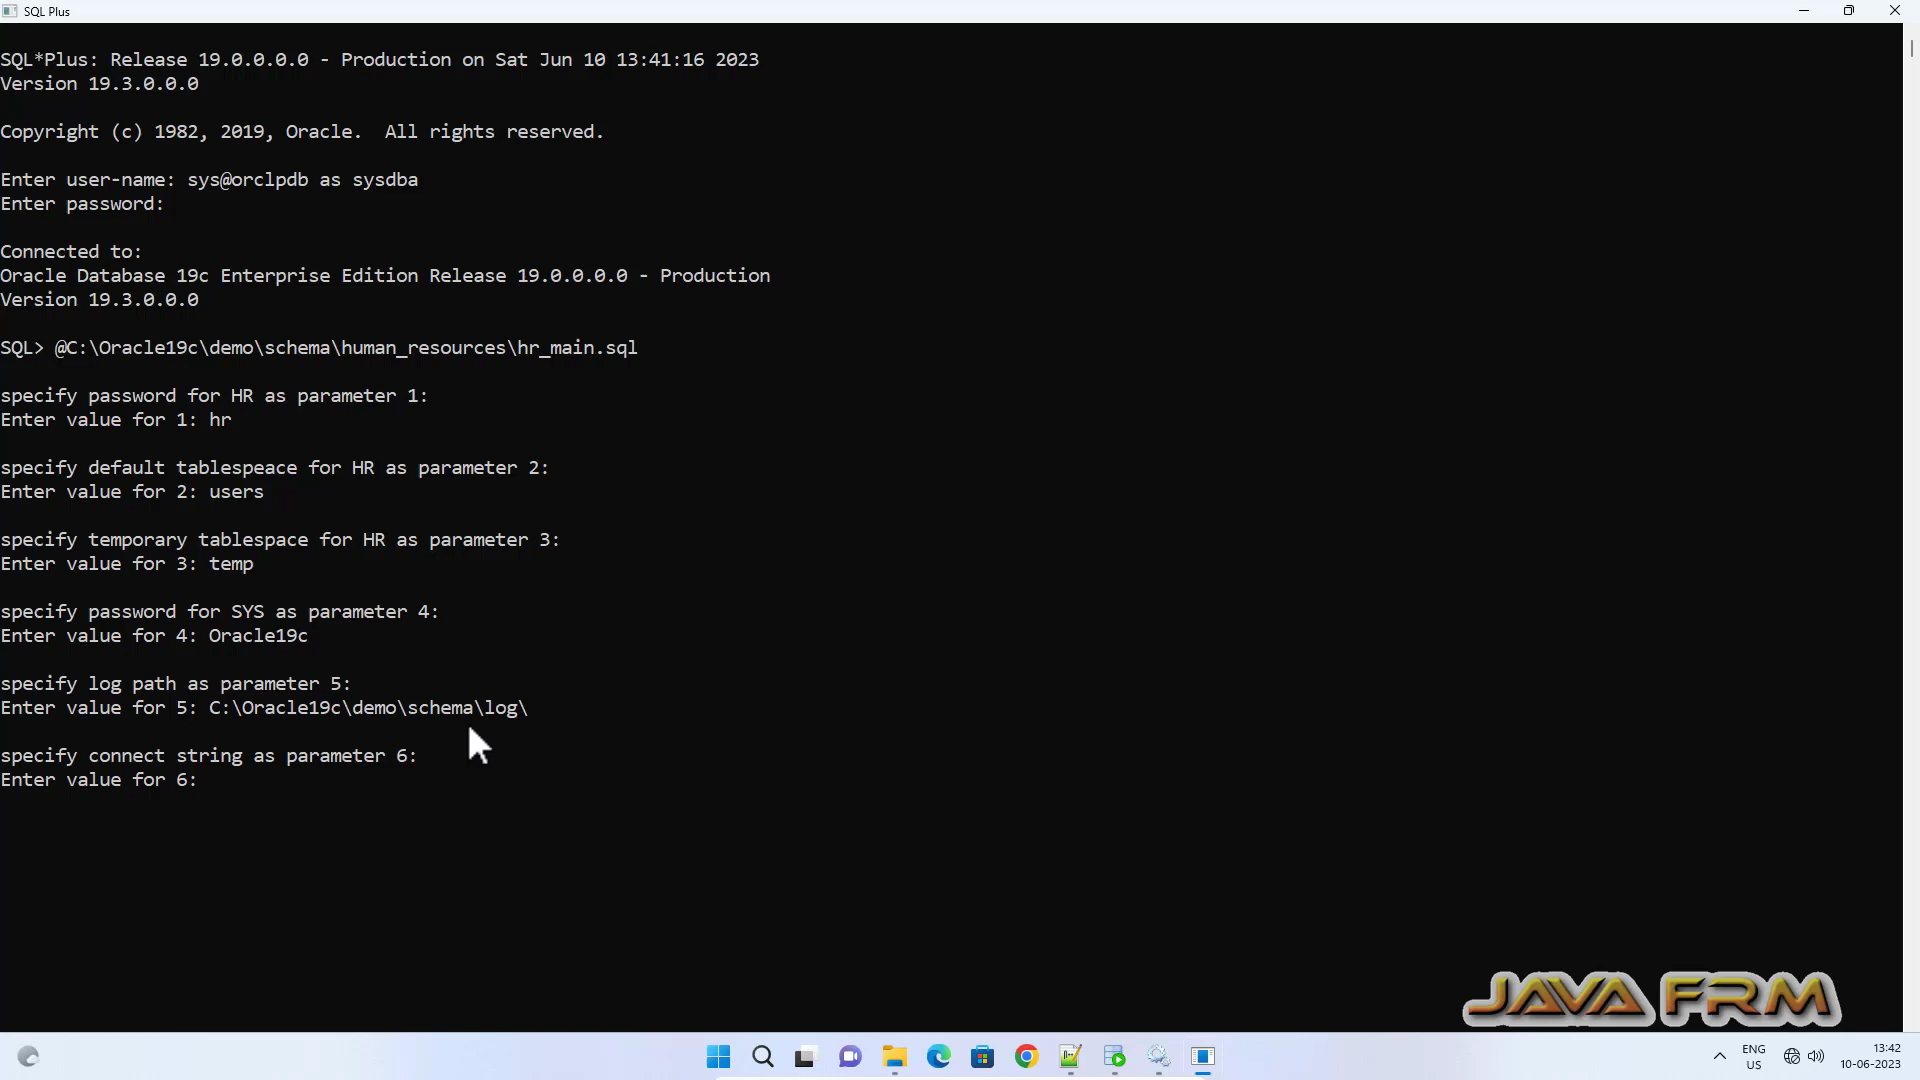 SQL Plus
SQL*Plus: Release 19.0.0.0.0 - Production on Sat Jun 10 13:41:16 2023
Version 19.3.0.0.0
Copyright (c) 1982, 2019, Oracle.  All rights reserved.
Enter user-name: sys@orclpdb as sysdba
Enter password:
Connected to:
Oracle Database 19c Enterprise Edition Release 19.0.0.0.0 - Production
Version 19.3.0.0.0
SQL> @C:\Oracle19c\demo\schema\human_resources\hr_main.sql
specify password for HR as parameter 1:
Enter value for 1: hr
specify default tablespeace for HR as parameter 2:
Enter value for 2: users
specify temporary tablespace for HR as parameter 3:
Enter value for 3: temp
specify password for SYS as parameter 4:
Enter value for 4: Oracle19c
specify log path as parameter 5:
Enter value for 5: C:\Oracle19c\demo\schema\log\
specify connect string as parameter 6:
Enter value for 6:
JAVA FRM
ENG
US
13:42
10-06-2023